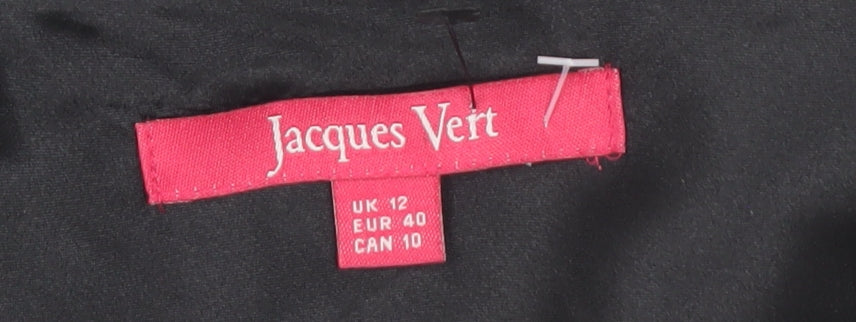 Jacques Vert
UK 12
EUR 40
CAN 10